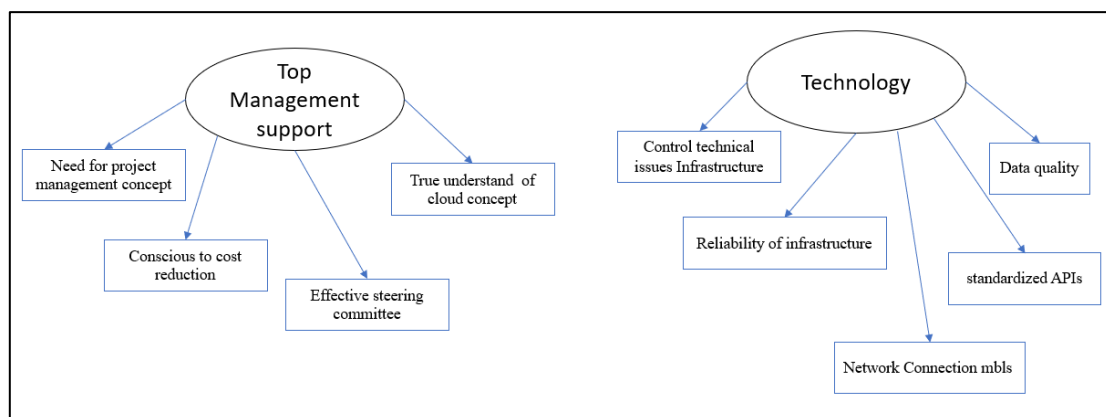 Top
Management
support
Need for project
management concept
Conscious to cost
reduction
Effective steering
committee
True understand of
cloud concept
Technology
Control technical
issues Infrastructure
Reliability of infrastructure
Network Connection mbls
standardized APIs
Data quality